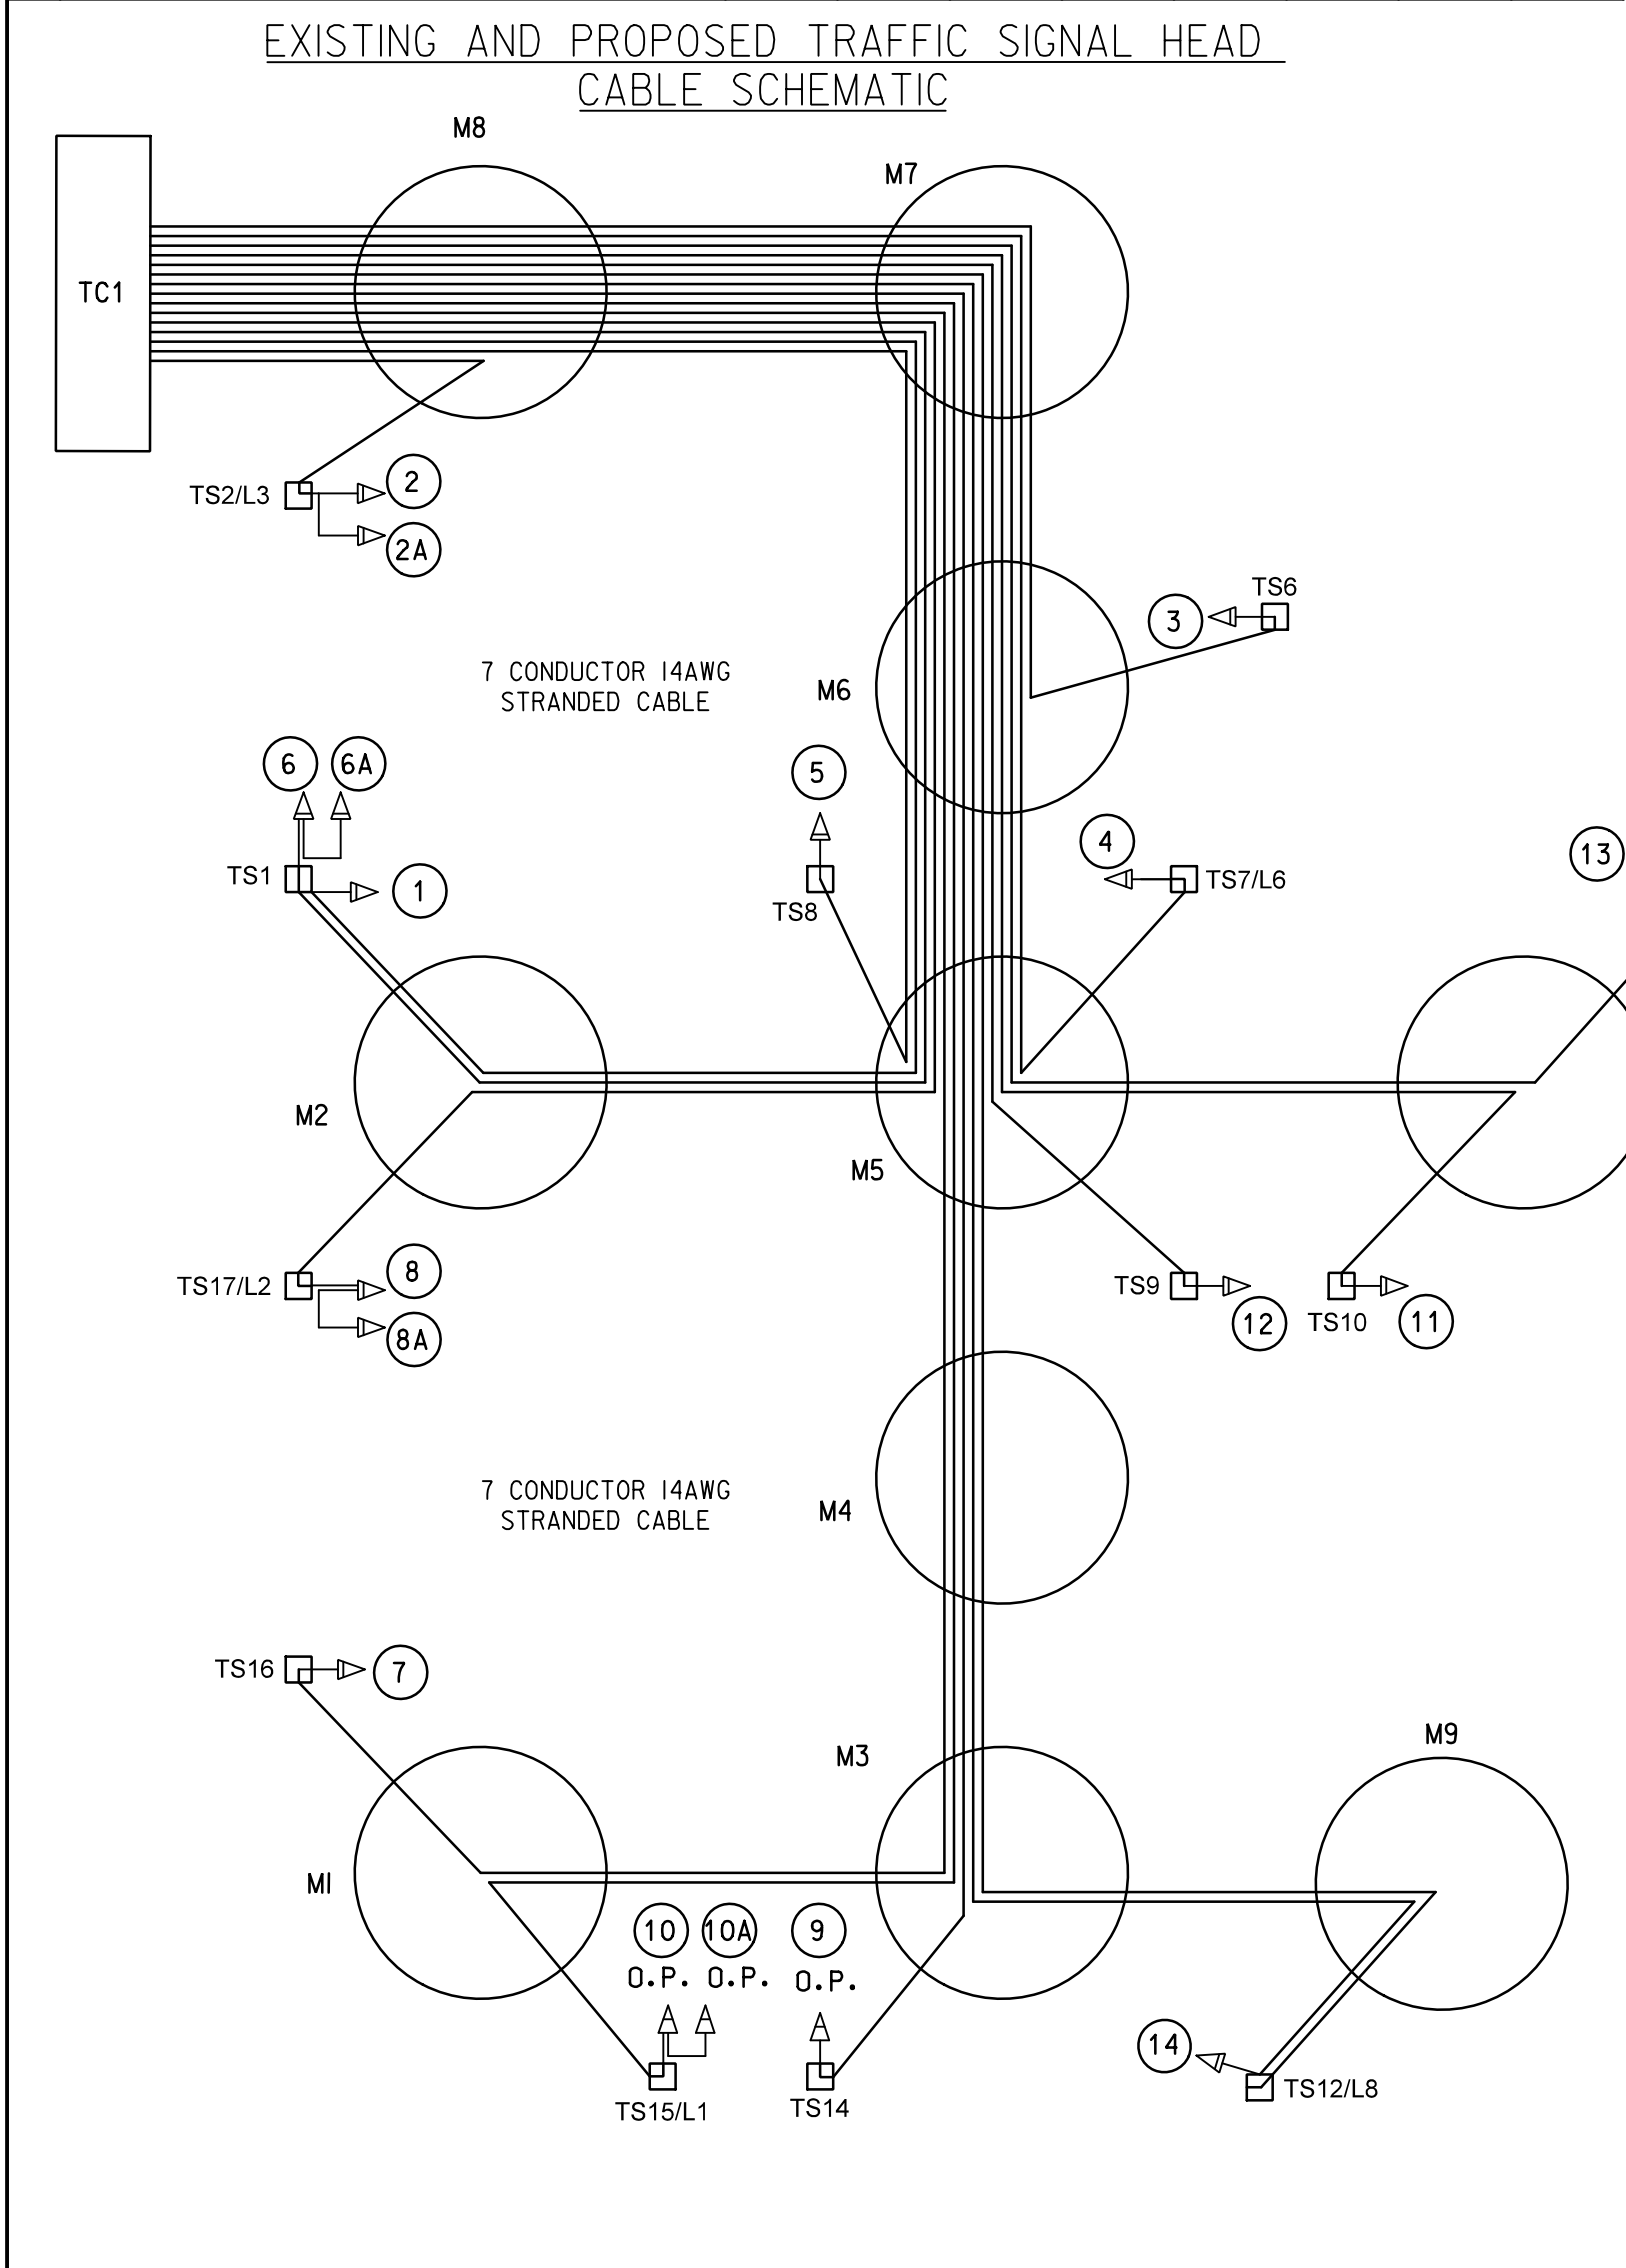 EXISTING AND PROPOSED TRAFFIC SIGNAL HEAD
CABLE SCHEMATIC
M8
M7
TC1
TS2/L3
2
2A
TS6
3
7 CONDUCTOR 14AWG
STRANDED CABLE
M6
6
6A
5
4
13
TS1
1
TS8
TS7/L6
M2
M5
TS17/L2
8
8A
TS9
12
TS10
11
7 CONDUCTOR 14AWG
STRANDED CABLE
M4
TS16
7
M3
M9
M1
10
10A
9
O.P.
O.P.
O.P.
14
TS15/L1
TS14
TS12/L8